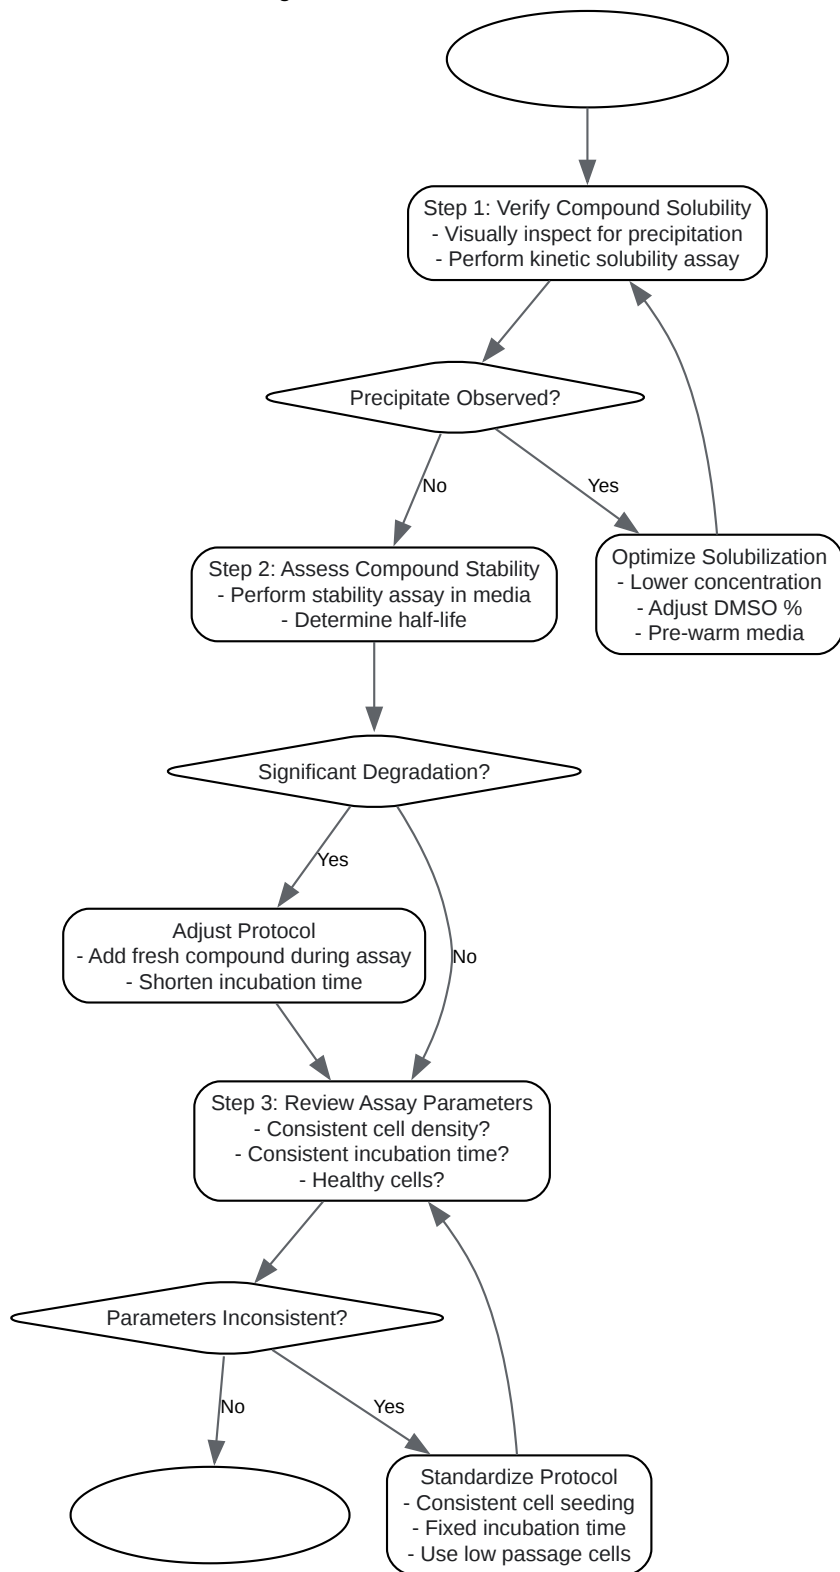 Step 1: Verify Compound Solubility
- Visually inspect for precipitation
- Perform kinetic solubility assay
Precipitate Observed?
No
Yes
Step 2: Assess Compound Stability
- Perform stability assay in media
- Determine half-life
Optimize Solubilization
- Lower concentration
- Adjust DMSO %
- Pre-warm media
Significant Degradation?
Yes
Adjust Protocol
- Add fresh compound during assay
- Shorten incubation time
No
Step 3: Review Assay Parameters
- Consistent cell density?
- Consistent incubation time?
- Healthy cells?
Parameters Inconsistent?
No
Yes
Standardize Protocol
- Consistent cell seeding
- Fixed incubation time
- Use low passage cells